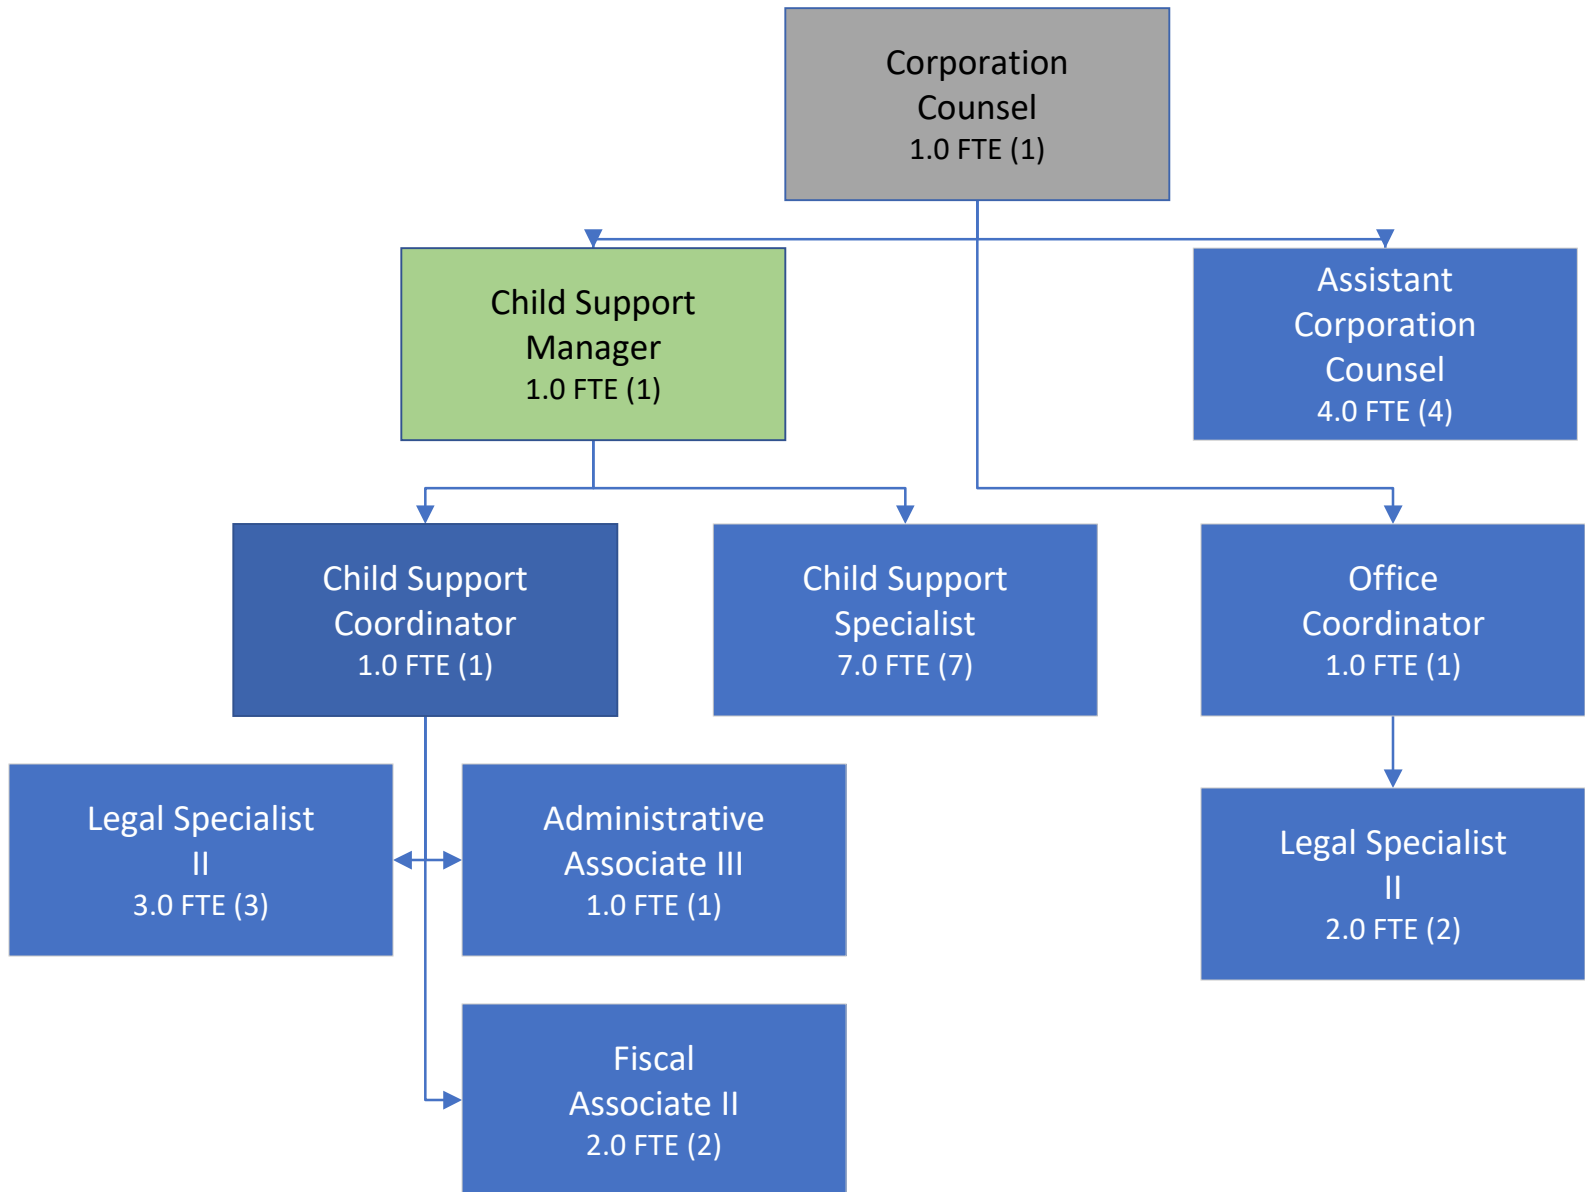 Corporation
Counsel
1.0 FTE (1)
Child Support
Manager
1.0 FTE (1)
Assistant
Corporation
Counsel
4.0 FTE (4)
Child Support
Coordinator
1.0 FTE (1)
Child Support
Specialist
7.0 FTE (7)
Office
Coordinator
1.0 FTE (1)
Legal Specialist
II
3.0 FTE (3)
Administrative
Associate III
1.0 FTE (1)
Legal Specialist
II
2.0 FTE (2)
Fiscal
Associate II
2.0 FTE (2)